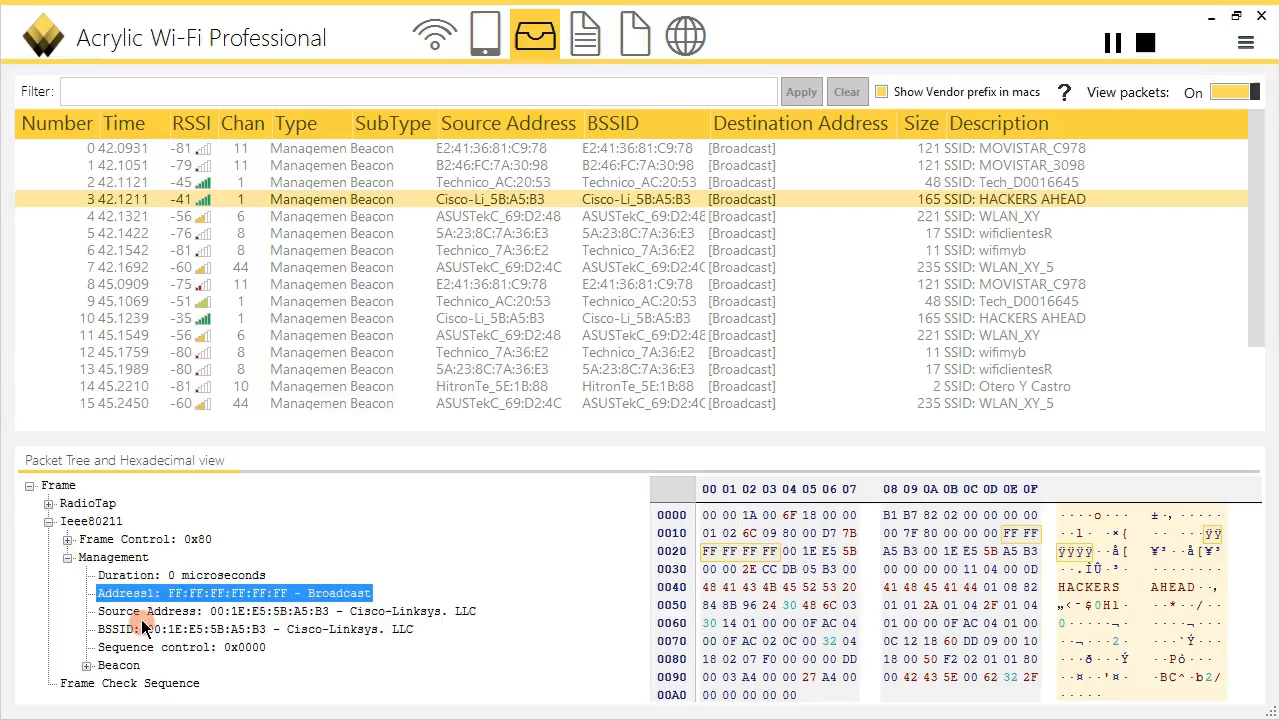 Acrylic Wi-Fi Professional
Filter: Apply Clear Show Vendor prefix in macs ? View packets: On
Number Time RSSI Chan Type SubType Source Address BSSID Destination Address Size Description
0 42.0931 -81 11 Managemen Beacon E2:41:36:81:C9:78 E2:41:36:81:C9:78 [Broadcast] 121 SSID: MOVISTAR_C978
1 42.1051 -79 11 Managemen Beacon B2:46:FC:7A:30:98 B2:46:FC:7A:30:98 [Broadcast] 121 SSID: MOVISTAR_3098
2 42.1121 -45 1 Managemen Beacon Technico_AC:20:53 Technico_AC:20:53 [Broadcast] 48 SSID: Tech_D0016645
3 42.1211 -41 1 Managemen Beacon Cisco-Li_5B:A5:B3 Cisco-Li_5B:A5:B3 [Broadcast] 165 SSID: HACKERS AHEAD
4 42.1321 -56 6 Managemen Beacon ASUSTekC_69:D2:48 ASUSTekC_69:D2:48 [Broadcast] 221 SSID: WLAN_XY
5 42.1422 -76 8 Managemen Beacon 5A:23:8C:7A:36:E3 5A:23:8C:7A:36:E3 [Broadcast] 17 SSID: wificlientesR
6 42.1542 -81 8 Managemen Beacon Technico_7A:36:E2 Technico_7A:36:E2 [Broadcast] 11 SSID: wifimyb
7 42.1692 -60 44 Managemen Beacon ASUSTekC_69:D2:4C ASUSTekC_69:D2:4C [Broadcast] 235 SSID: WLAN_XY_5
8 45.0909 -75 11 Managemen Beacon E2:41:36:81:C9:78 E2:41:36:81:C9:78 [Broadcast] 121 SSID: MOVISTAR_C978
9 45.1069 -51 1 Managemen Beacon Technico_AC:20:53 Technico_AC:20:53 [Broadcast] 48 SSID: Tech_D0016645
10 45.1239 -35 1 Managemen Beacon Cisco-Li_5B:A5:B3 Cisco-Li_5B:A5:B3 [Broadcast] 165 SSID: HACKERS AHEAD
11 45.1549 -56 6 Managemen Beacon ASUSTekC_69:D2:48 ASUSTekC_69:D2:48 [Broadcast] 221 SSID: WLAN_XY
12 45.1759 -80 8 Managemen Beacon Technico_7A:36:E2 Technico_7A:36:E2 [Broadcast] 11 SSID: wifimyb
13 45.1989 -80 8 Managemen Beacon 5A:23:8C:7A:36:E3 5A:23:8C:7A:36:E3 [Broadcast] 17 SSID: wificlientesR
14 45.2210 -81 10 Managemen Beacon HitronTe_5E:1B:88 HitronTe_5E:1B:88 [Broadcast] 2 SSID: Otero Y Castro
15 45.2450 -60 44 Managemen Beacon ASUSTekC_69:D2:4C ASUSTekC_69:D2:4C [Broadcast] 235 SSID: WLAN_XY_5
Packet Tree and Hexadecimal view
Frame
RadioTap
Ieee80211
Frame Control: 0x80
Management
Duration: 0 microseconds
Address1: FF:FF:FF:FF:FF:FF - Broadcast
Source Address: 00:1E:E5:5B:A5:B3 - Cisco-Linksys. LLC
BSSID: 00:1E:E5:5B:A5:B3 - Cisco-Linksys. LLC
Sequence control: 0x0000
Beacon
Frame Check Sequence
00 01 02 03 04 05 06 07 08 09 0A 0B 0C 0D 0E 0F
0000 00 00 1A 00 6F 18 00 00 B1 B7 82 02 00 00 00 00 ····o··· ±·‚·····
0010 01 02 6C 09 80 00 D7 7B 00 00 7F 80 00 00 FF FF ··l··×{ ······ÿÿ
0020 FF FF FF FF 00 1E E5 5B A5 B3 00 1E E5 5B A5 B3 ÿÿÿÿ··å[ ¥³··å[¥³
0030 00 00 2E CC DB 05 B3 00 00 00 00 00 11 04 00 0D
0040 48 41 43 4B 45 52 53 20 41 48 45 41 44 01 08 82 HACKERS AHEAD··‚
0050 84 8B 96 24 30 48 6C 03 01 01 2A 01 04 2F 01 04
0060 30 14 01 00 00 0F AC 04 01 00 00 0F AC 04 01 00
0070 00 0F AC 02 0C 00 32 04 0C 12 18 60 DD 09 00 10
0080 18 02 07 F0 00 00 00 DD 18 00 50 F2 02 01 01 80
0090 00 03 A4 00 00 27 A4 00 00 42 43 5E 00 62 32 2F
00A0 00 00 00 00 00